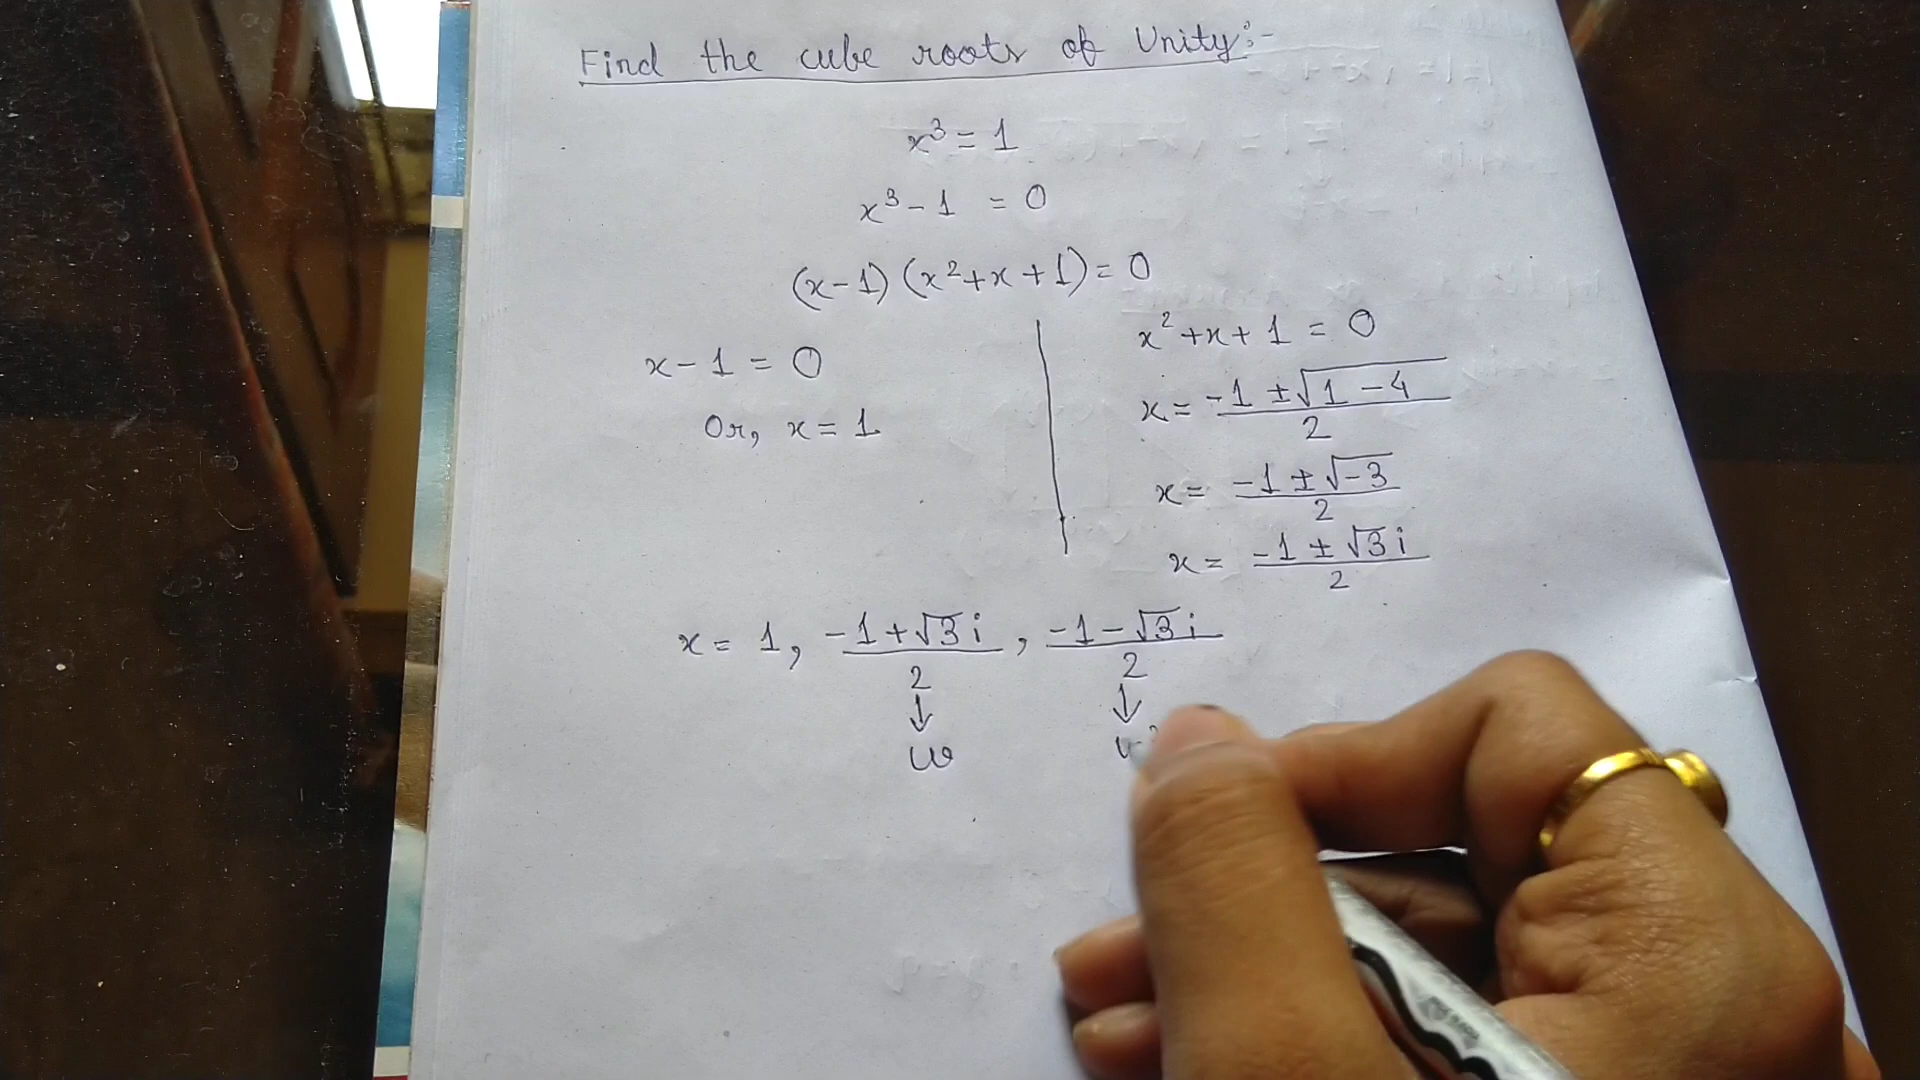 Find the cube roots of Unity:-
x³ = 1
x³ - 1 = 0
(x-1) (x²+x+1) = 0
x - 1 = 0
Or, x = 1
x² + x + 1 = 0
x = (-1 ± √(1 - 4))/2
x = (-1 ± √-3)/2
x = (-1 ± √3 i)/2
x = 1, (-1+√3 i)/2, (-1-√3 i)/2
↓ ↓
ω